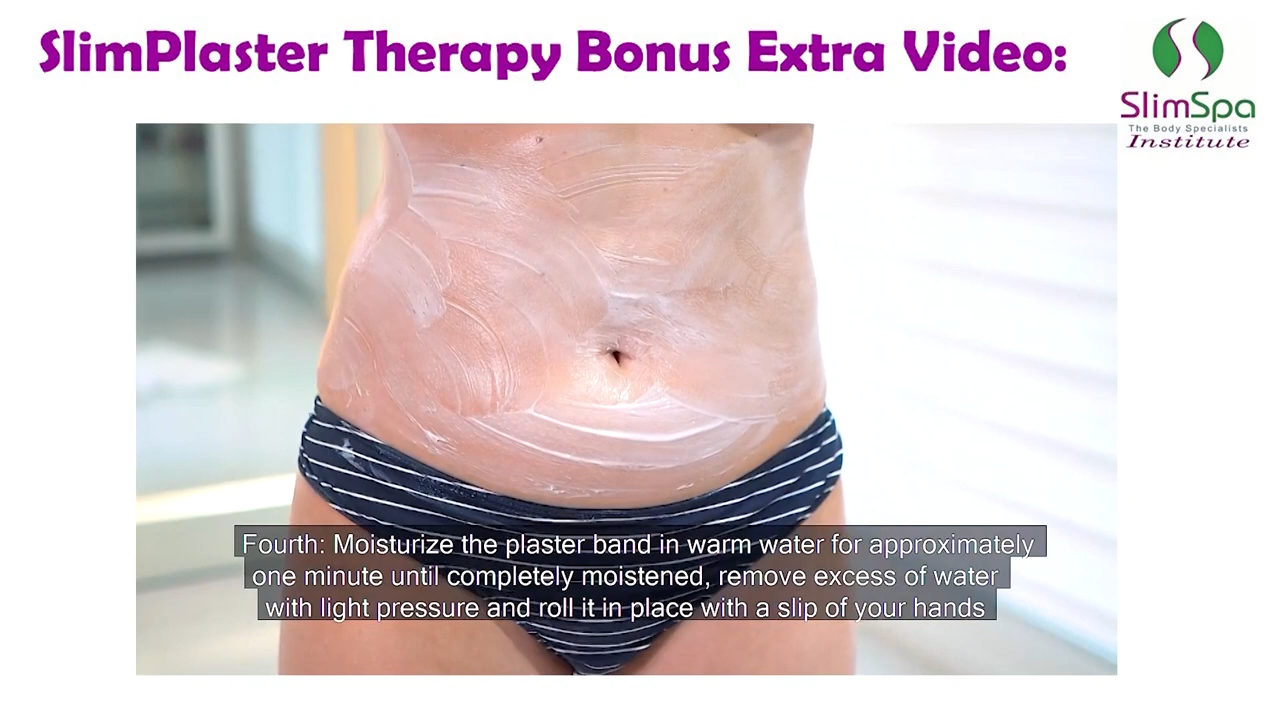 SlimPlaster Therapy Bonus Extra Video:
SlimSpa
The Body Specialists
Institute
Fourth: Moisturize the plaster band in warm water for approximately
one minute until completely moistened, remove excess of water
with light pressure and roll it in place with a slip of your hands